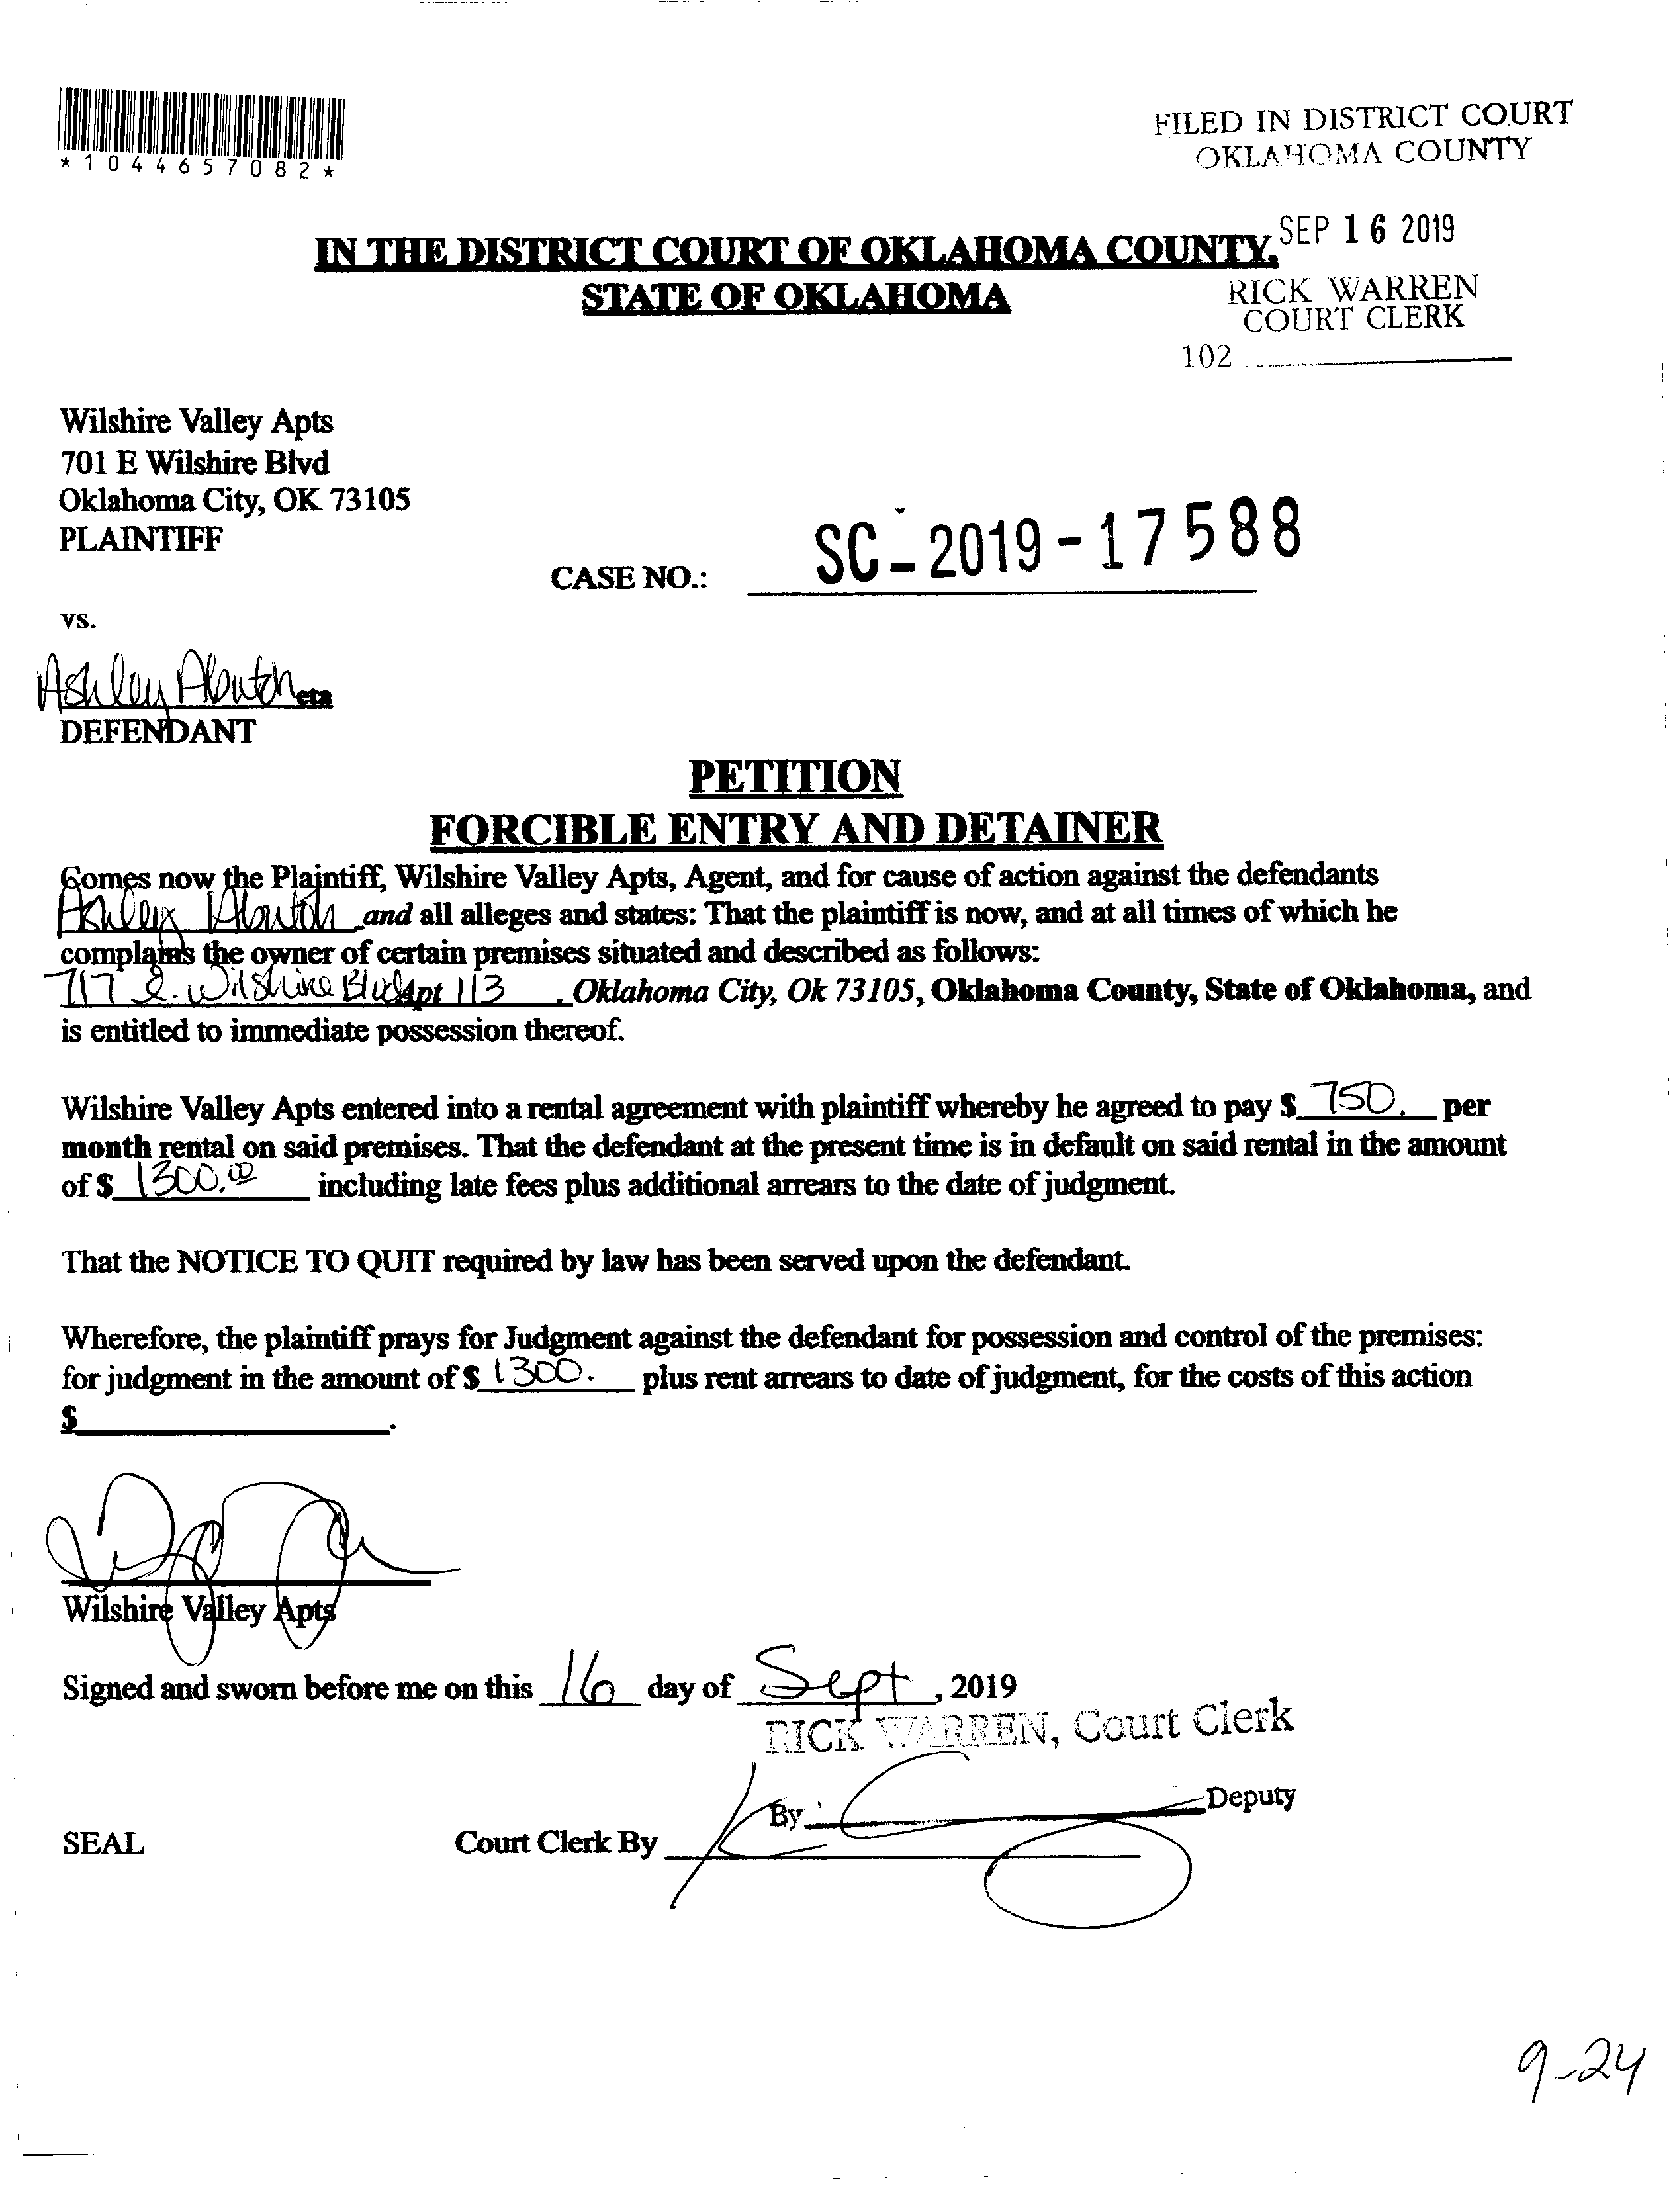 *1044657082*
FILED IN DISTRICT COURT
OKLAHOMA COUNTY
SEP 16 2019
RICK WARREN
COURT CLERK
102
IN THE DISTRICT COURT OF OKLAHOMA COUNTY,
STATE OF OKLAHOMA
Wilshire Valley Apts
701 E Wilshire Blvd
Oklahoma City, OK 73105
PLAINTIFF
CASE NO.: SC-2019-17588
vs.
Ashley eta
DEFENDANT
PETITION
FORCIBLE ENTRY AND DETAINER
Comes now the Plaintiff, Wilshire Valley Apts, Agent, and for cause of action against the defendants
Ashley and all alleges and states: That the plaintiff is now, and at all times of which he
complains the owner of certain premises situated and described as follows:
717 E. Wilshire Blvd Apt 113 . Oklahoma City, Ok 73105, Oklahoma County, State of Oklahoma, and
is entitled to immediate possession thereof.
Wilshire Valley Apts entered into a rental agreement with plaintiff whereby he agreed to pay $ 750. per
month rental on said premises. That the defendant at the present time is in default on said rental in the amount
of $ 1300.00 including late fees plus additional arrears to the date of judgment.
That the NOTICE TO QUIT required by law has been served upon the defendant.
Wherefore, the plaintiff prays for Judgment against the defendant for possession and control of the premises:
for judgment in the amount of $ 1300. plus rent arrears to date of judgment, for the costs of this action
$ .
Wilshire Valley Apts
Signed and sworn before me on this 16 day of Sept, 2019
RICK WARREN, Court Clerk
By Deputy
SEAL Court Clerk By
9-24